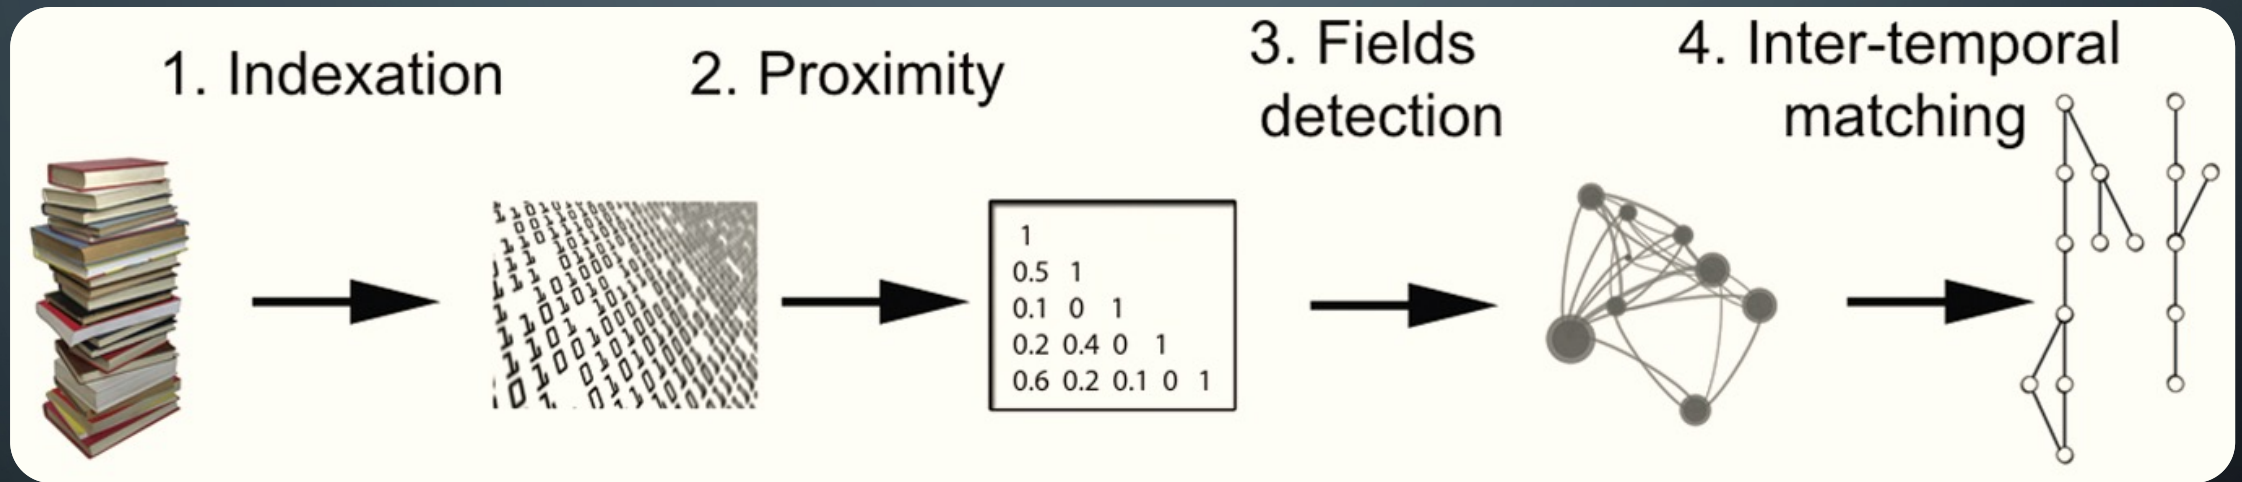 1. Indexation
2. Proximity
3. Fields
detection
4. Inter-temporal
matching
1
0.5 1
0.1 0 1
0.2 0.4 0 1
0.6 0.2 0.1 0 1